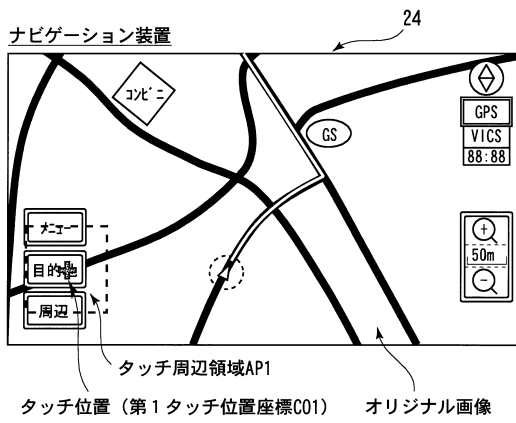 24
ナビゲーション装置
コンビニ
GS
GPS
VICS
88:88
メニュー
目的地
周辺
+
50m
−
タッチ周辺領域AP1
タッチ位置（第１タッチ位置座標CO1）
オリジナル画像